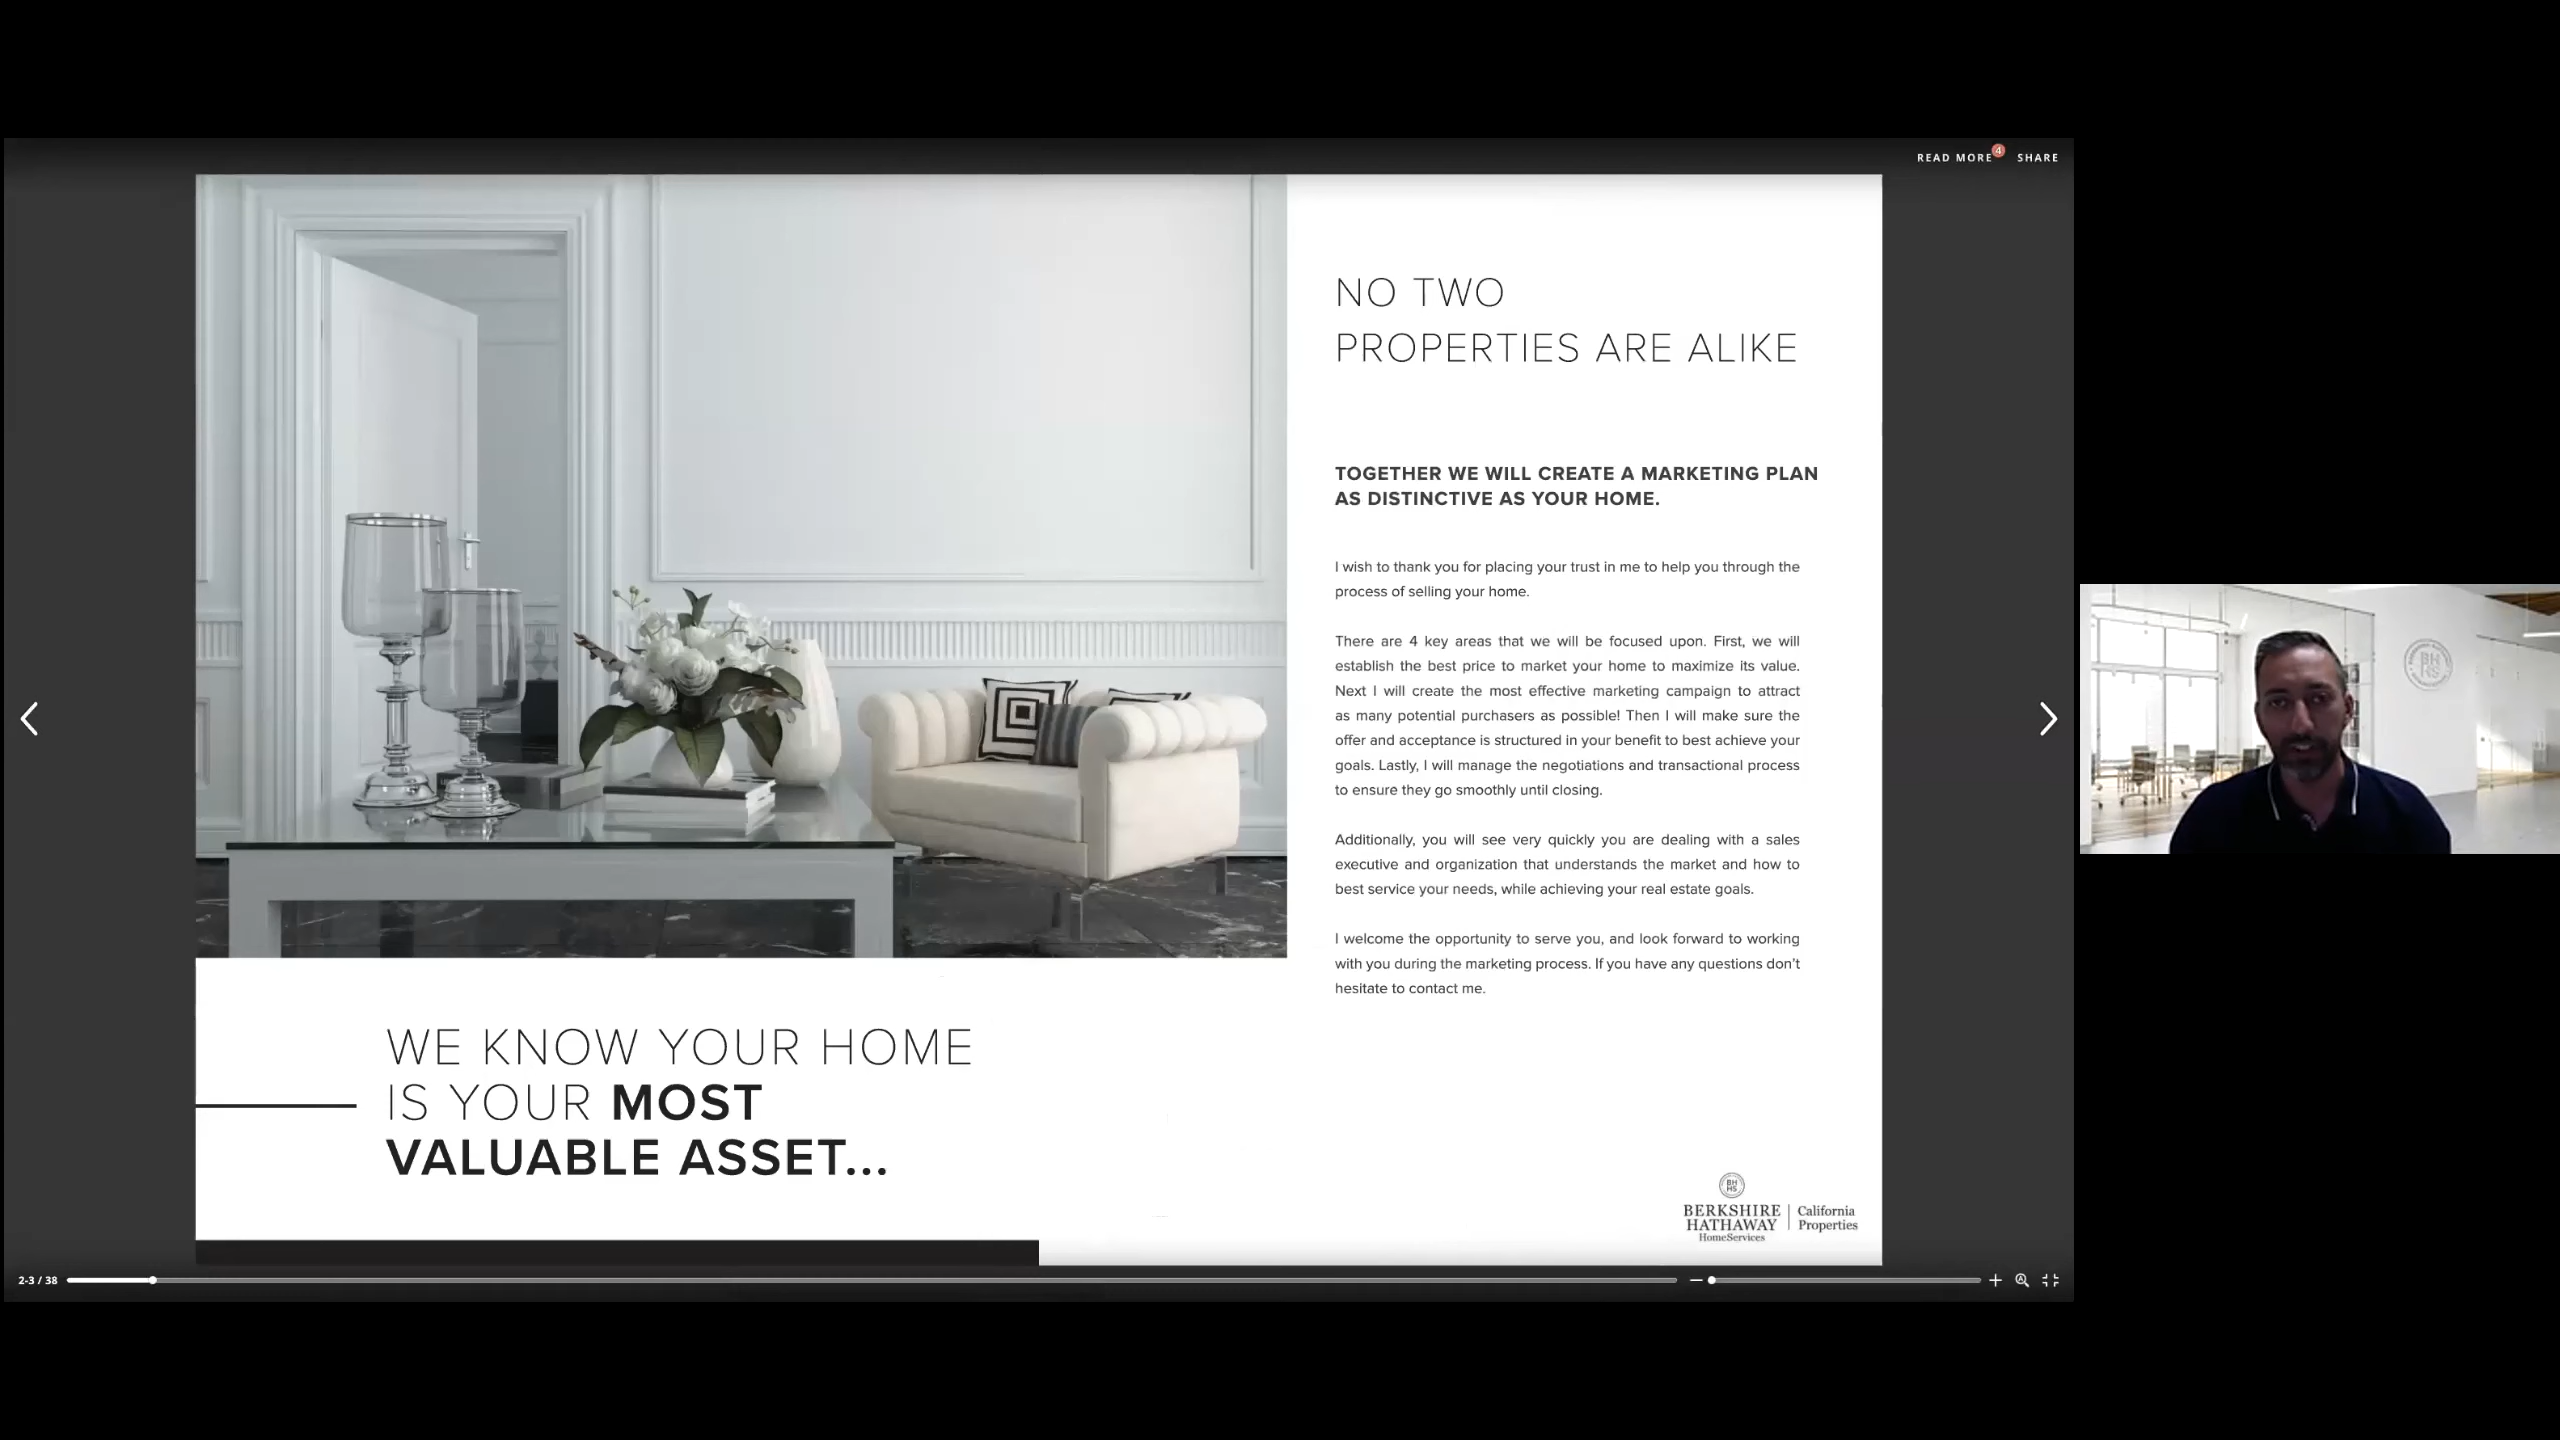 READ MORE 4 SHARE
NO TWO
PROPERTIES ARE ALIKE
TOGETHER WE WILL CREATE A MARKETING PLAN
AS DISTINCTIVE AS YOUR HOME.
I wish to thank you for placing your trust in me to help you through the
process of selling your home.
There are 4 key areas that we will be focused upon. First, we will
establish the best price to market your home to maximize its value.
Next I will create the most effective marketing campaign to attract
as many potential purchasers as possible! Then I will make sure the
offer and acceptance is structured in your benefit to best achieve your
goals. Lastly, I will manage the negotiations and transactional process
to ensure they go smoothly until closing.
Additionally, you will see very quickly you are dealing with a sales
executive and organization that understands the market and how to
best service your needs, while achieving your real estate goals.
I welcome the opportunity to serve you, and look forward to working
with you during the marketing process. If you have any questions don't
hesitate to contact me.
WE KNOW YOUR HOME
IS YOUR MOST
VALUABLE ASSET...
BH
HS
BERKSHIRE
HATHAWAY
HomeServices
California
Properties
2-3 / 38
BH
HS